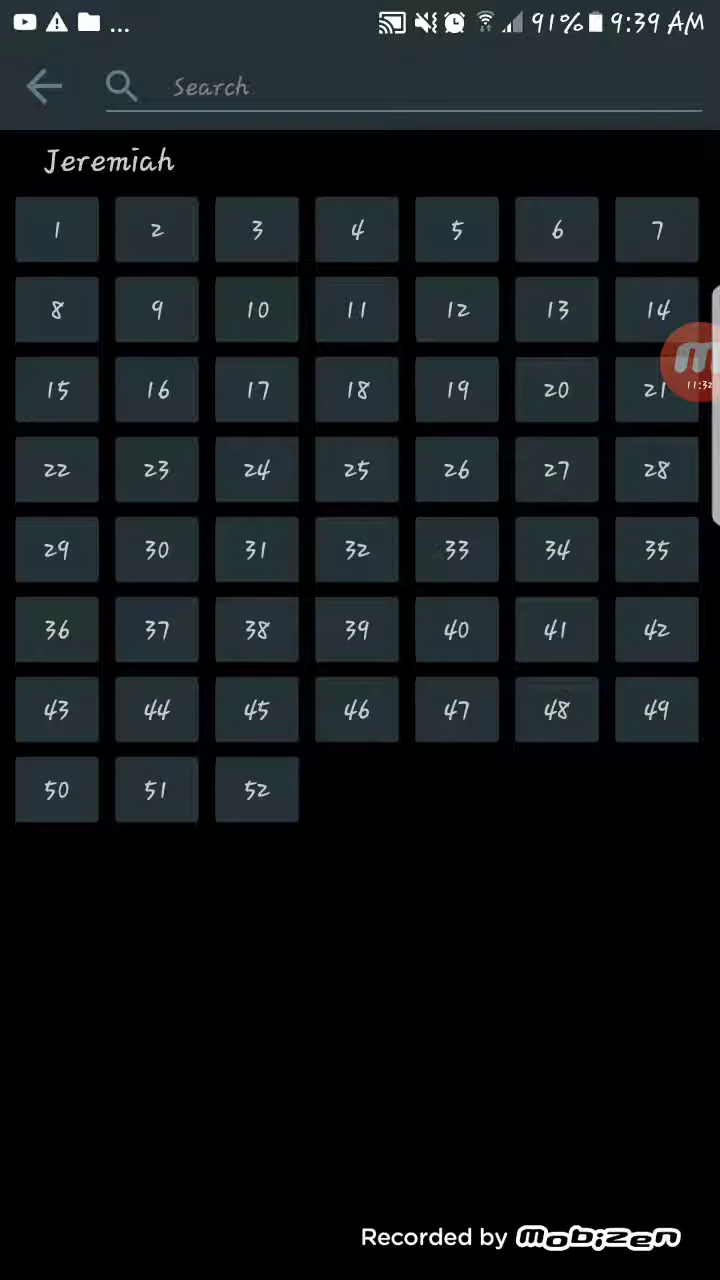 ... 91% 9:39 AM
Search
Jeremiah
1 2 3 4 5 6 7
8 9 10 11 12 13 14
15 16 17 18 19 20 21
22 23 24 25 26 27 28
29 30 31 32 33 34 35
36 37 38 39 40 41 42
43 44 45 46 47 48 49
50 51 52
m
11:32
Recorded by mobizen